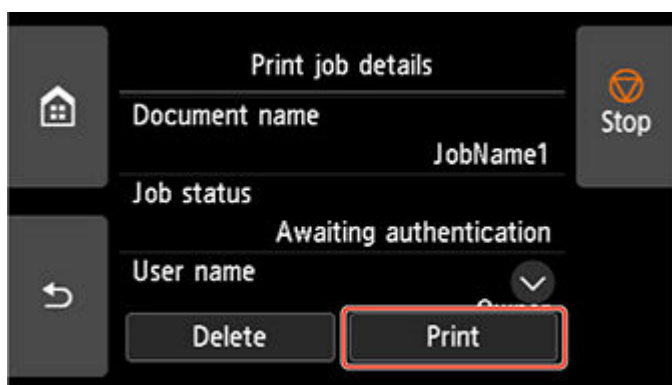 Print job details
Stop
Document name
JobName1
Job status
Awaiting authentication
User name
Delete
Print